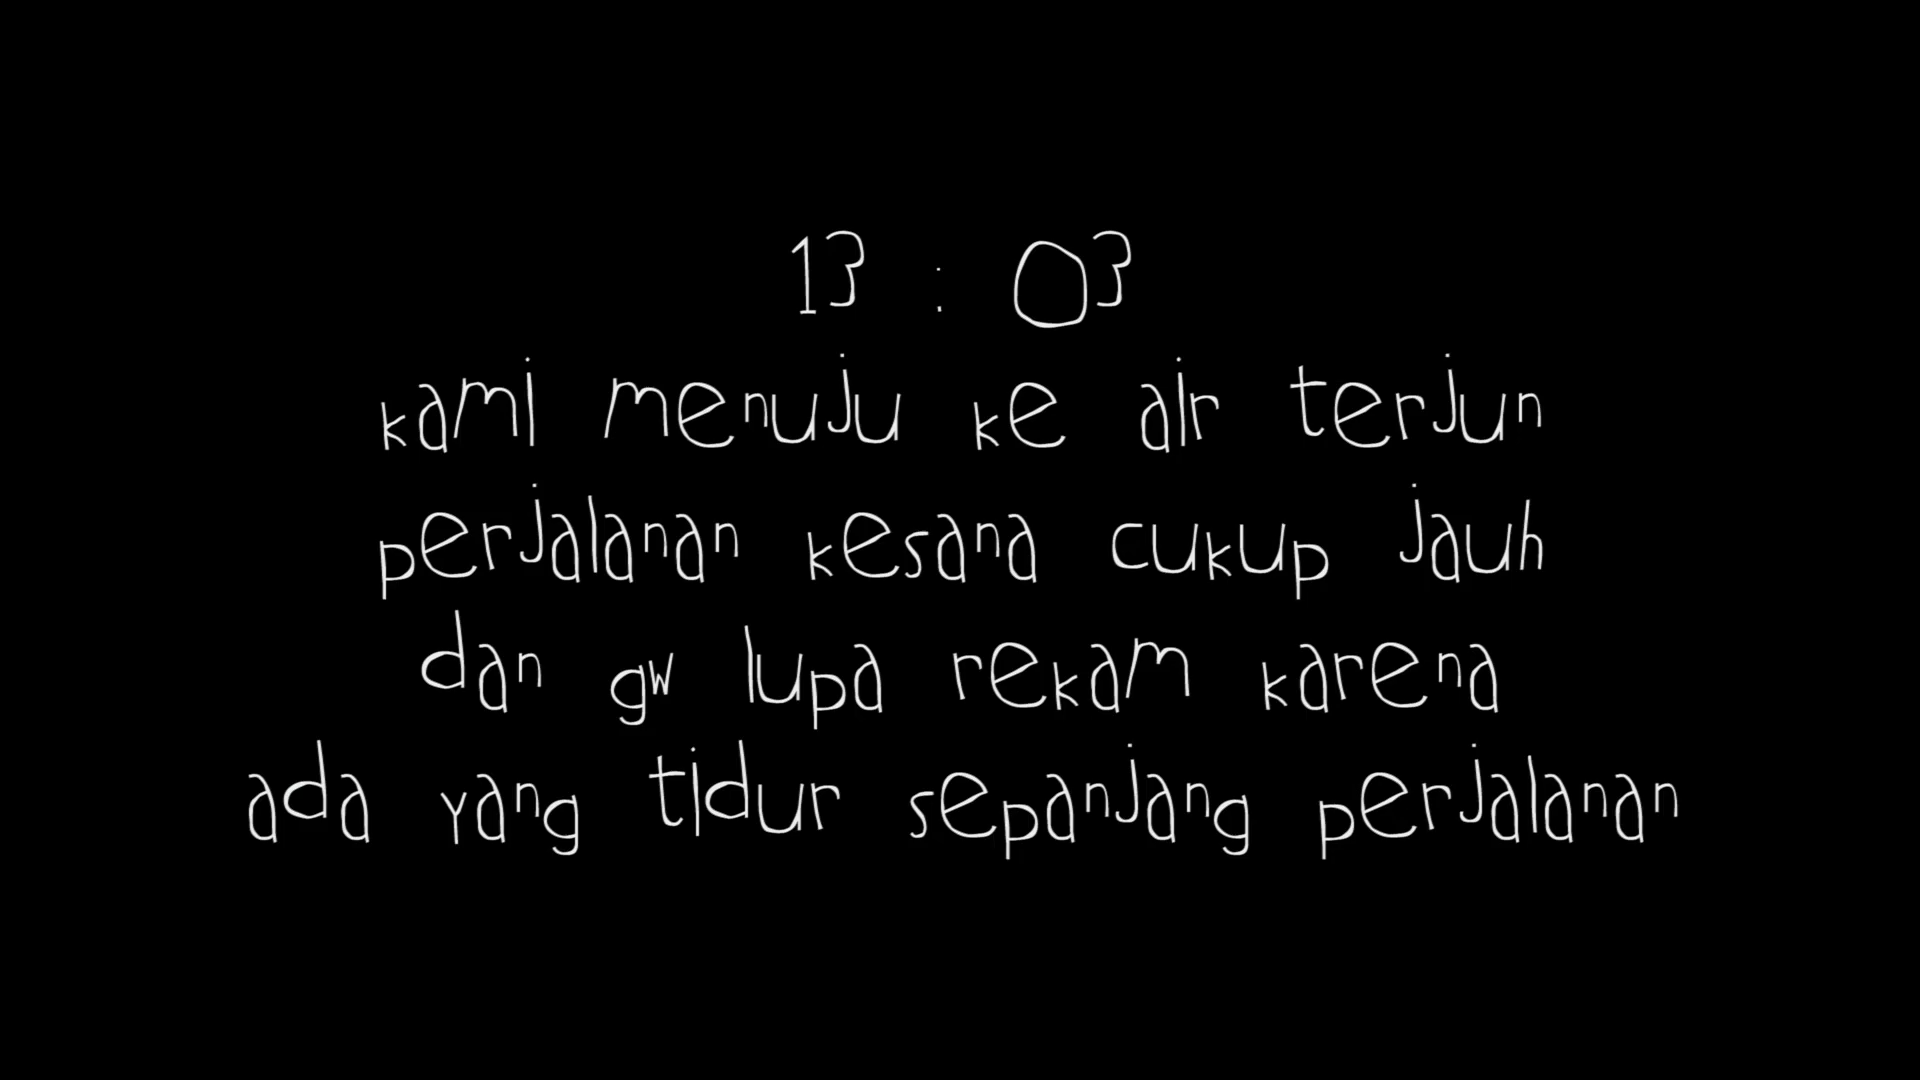 13 : 03
kami menuju ke air terjun
perjalanan kesana cukup jauh
dan gw lupa rekam karena
ada yang tidur sepanjang perjalanan